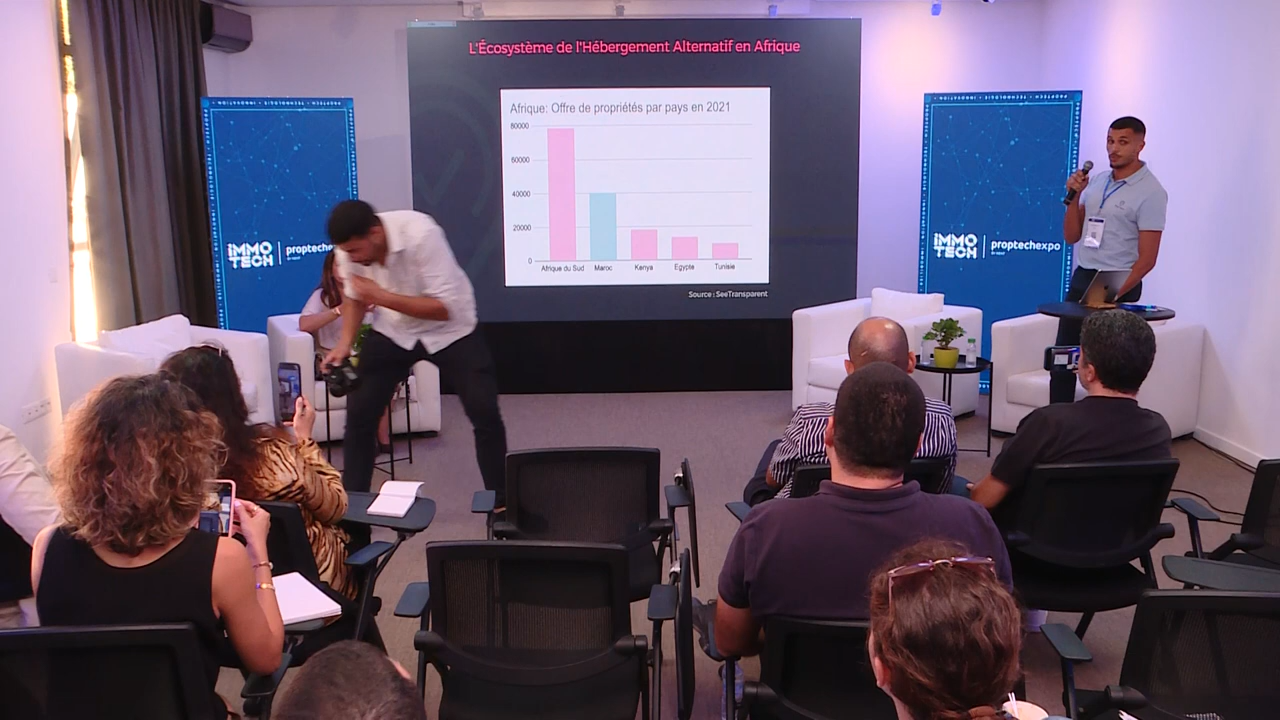 L'Écosystème de l'Hébergement Alternatif en Afrique
Afrique: Offre de propriétés par pays en 2021
80000
60000
40000
20000
0
Afrique du Sud
Maroc
Kenya
Egypte
Tunisie
Source : SeeTransparent
iMMO
TECH
proptech
iMMO
TECH
proptechexpo